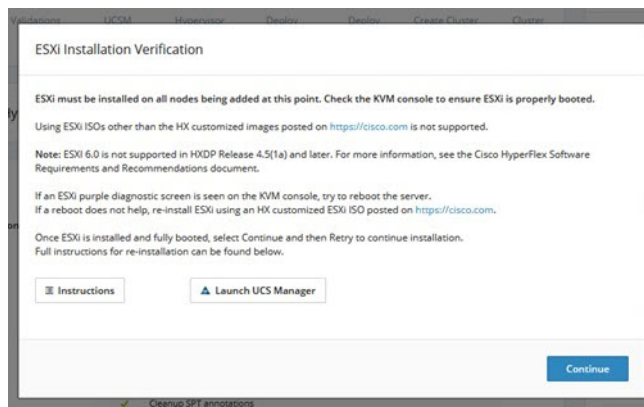 Validations UCSM Hypervisor Deploy Deploy Create Cluster Cluster
ESXi Installation Verification
ESXi must be installed on all nodes being added at this point. Check the KVM console to ensure ESXi is properly booted.
Using ESXi ISOs other than the HX customized images posted on https://cisco.com is not supported.
Note: ESXI 6.0 is not supported in HXDP Release 4.5(1a) and later. For more information, see the Cisco HyperFlex Software
Requirements and Recommendations document.
If an ESXi purple diagnostic screen is seen on the KVM console, try to reboot the server.
If a reboot does not help, re-install ESXi using an HX customized ESXi ISO posted on https://cisco.com.
Once ESXi is installed and fully booted, select Continue and then Retry to continue installation.
Full instructions for re-installation can be found below.
Instructions
Launch UCS Manager
Continue
Cleanup SPT annotations